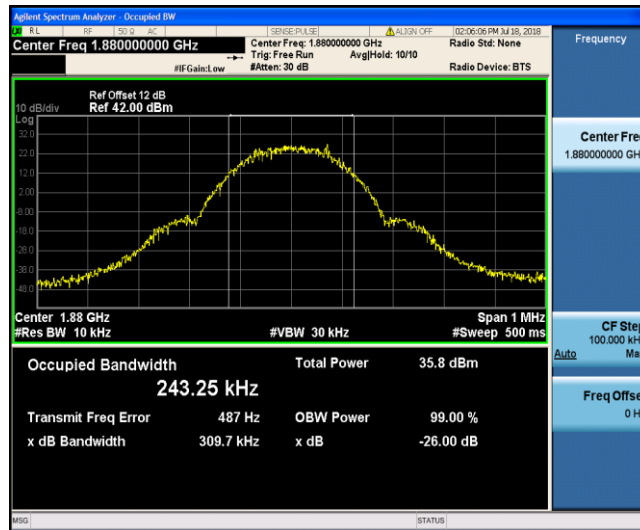 Agilent Spectrum Analyzer - Occupied BW
RL RF 50 Ω AC SENSE:PULSE ALIGN OFF 02:06:06 PM Jul 18, 2018
Center Freq 1.880000000 GHz
Center Freq: 1.880000000 GHz
Radio Std: None
Trig: Free Run Avg|Hold: 10/10
#IFGain:Low
#Atten: 30 dB
Radio Device: BTS
Frequency
Ref Offset 12 dB
10 dB/div Ref 42.00 dBm
Log
32.0
22.0
12.0
2.00
-8.00
-18.0
-28.0
-38.0
-48.0
Center 1.88 GHz Span 1 MHz
#Res BW 10 kHz #VBW 30 kHz #Sweep 500 ms
Center Fre
1.880000000 GH
CF Ste
100.000 kH
Auto Ma
Freq Offse
0 H
Occupied Bandwidth Total Power 35.8 dBm
243.25 kHz
Transmit Freq Error 487 Hz OBW Power 99.00 %
x dB Bandwidth 309.7 kHz x dB -26.00 dB
MSG STATUS